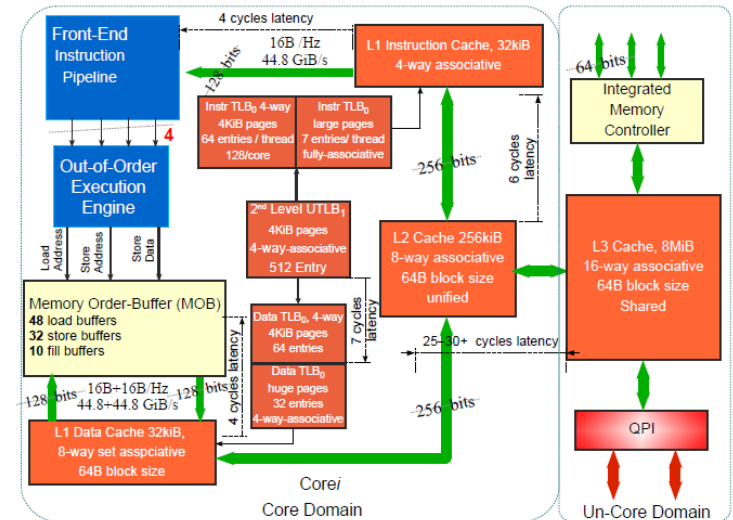 Front-End
Instruction
Pipeline
4 cycles latency
16B /Hz
44.8 GiB/s
128 bits
L1 Instruction Cache, 32kiB
4-way associative
64 bits
Integrated
Memory
Controller
4
Instr TLB0 4-way
4KiB pages
64 entries / thread
128/core
Instr TLB0
large pages
7 entries/ thread
fully-associative
256 bits
6 cycles
latency
Out-of-Order
Execution
Engine
Load
Address
Store
Address
Store
Data
2nd Level UTLB1
4KiB pages
4-way-associative
512 Entry
L2 Cache 256kiB
8-way associative
64B block size
unified
L3 Cache, 8MiB
16-way associative
64B block size
Shared
Memory Order-Buffer (MOB)
48 load buffers
32 store buffers
10 fill buffers
7 cycles
latency
Data TLB0, 4-way
4KiB pages
64 entries
25–30+ cycles latency
Data TLB0
huge pages
32 entries
4-way-associative
4 cycles latency
128 bits
16B+16B/Hz
44.8+44.8 GiB/s
128 bits
256 bits
L1 Data Cache 32kiB,
8-way set asspciative
64B block size
QPI
Corei
Core Domain
Un-Core Domain